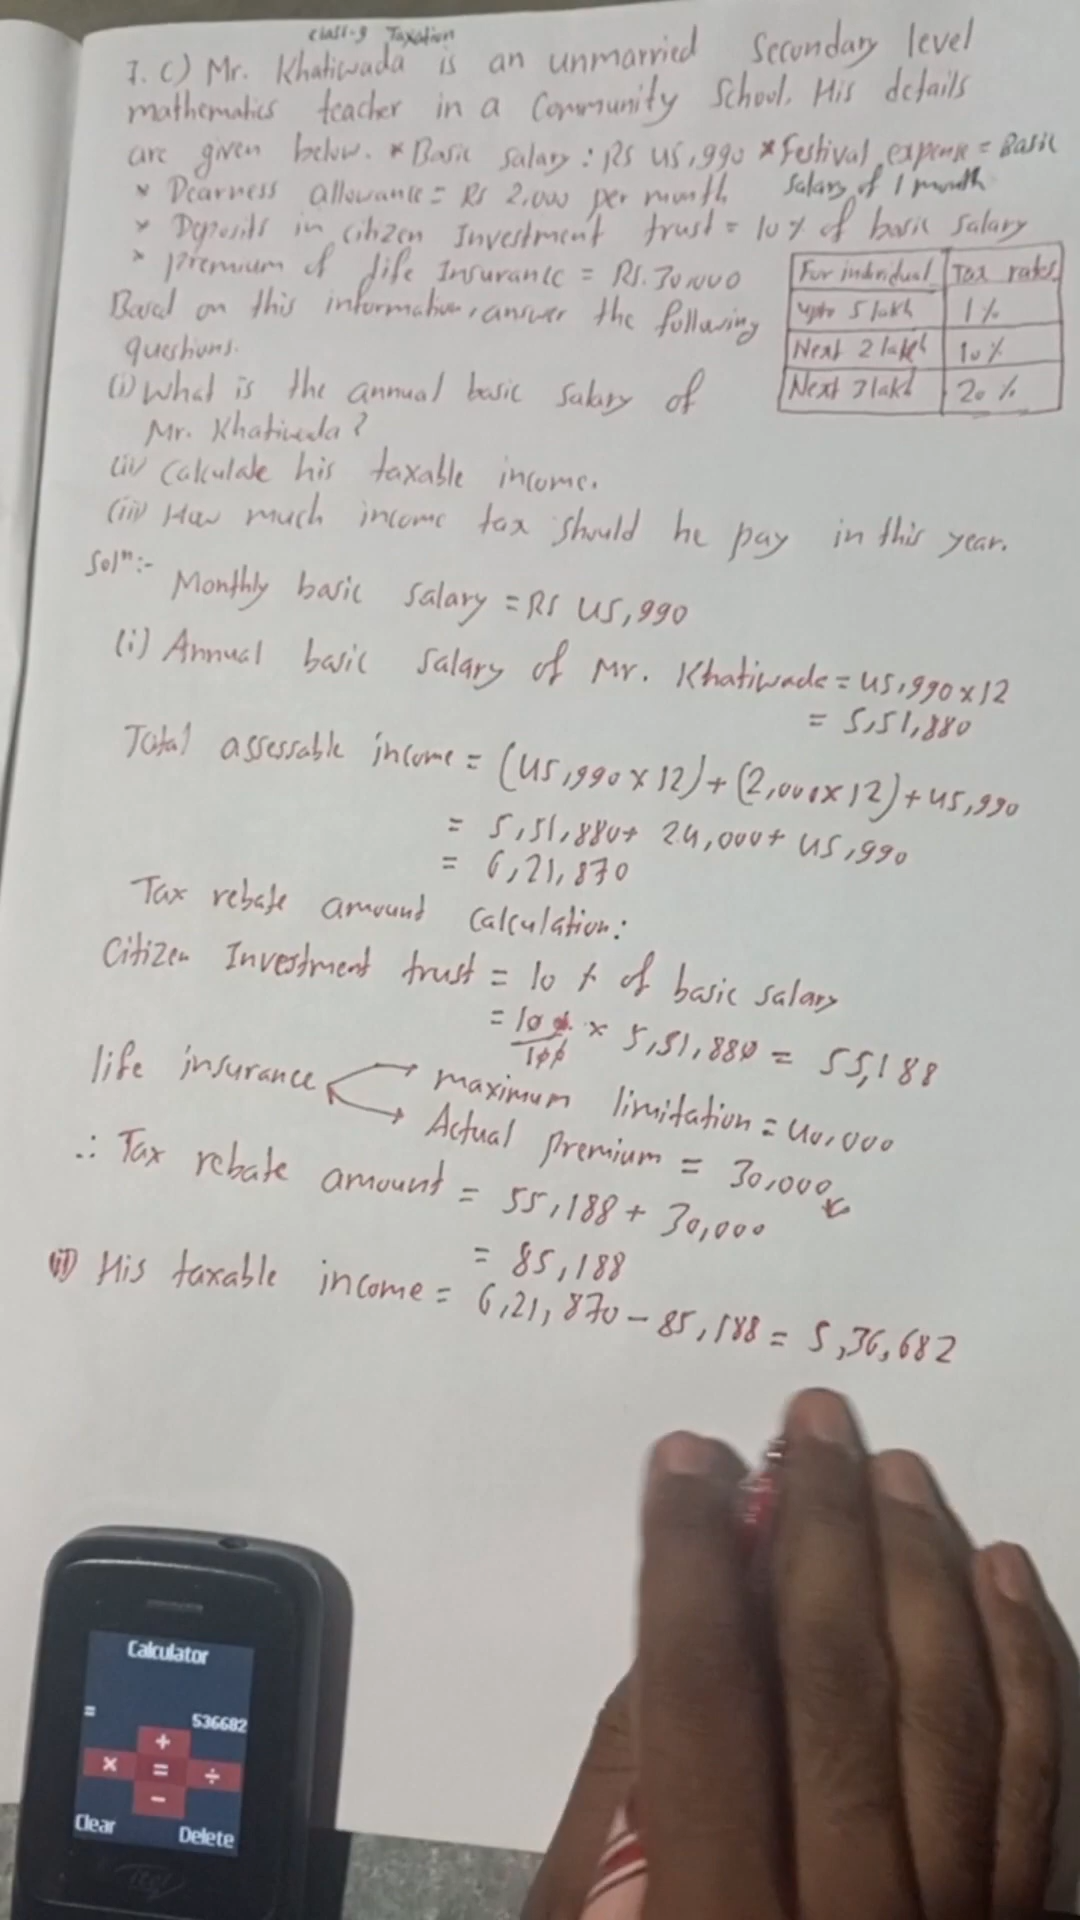 class-9 Taxation
7. c) Mr. Khatiwada is an unmarried Secondary level
mathematics teacher in a Community School. His details
are given below. * Basic salary : Rs 45,990 * Festival expense = Basic
salary of 1 month
* Dearness allowance = Rs 2,000 per month
* Deposits in citizen Investment trust = 10% of basic salary
* premium of life Insurance = Rs. 30,000
Based on this information, answer the following
questions.
For individual Tax rates
upto 5 lakh 1%
Next 2 lakh 10%
Next 3 lakh 20%
(i) What is the annual basic salary of
Mr. Khatiwada?
(ii) Calculate his taxable income.
(iii) How much income tax should he pay in this year.
Solⁿ:-
Monthly basic salary = Rs 45,990
(i) Annual basic salary of Mr. Khatiwada = 45,990 x 12
= 5,51,880
Total assessable income = (45,990 x 12) + (2,000 x 12) + 45,990
= 5,51,880 + 24,000 + 45,990
= 6,21,870
Tax rebate amount Calculation:
Citizen Investment trust = 10 % of basic salary
= 10/100 x 5,51,880 = 55,188
life insurance maximum limitation = 40,000
Actual premium = 30,000
∴ Tax rebate amount = 55,188 + 30,000
= 85,188
(ii) His taxable income = 6,21,870 - 85,188 = 5,36,682
Calculator
= 536682
+
x = ÷
-
Clear Delete
itel